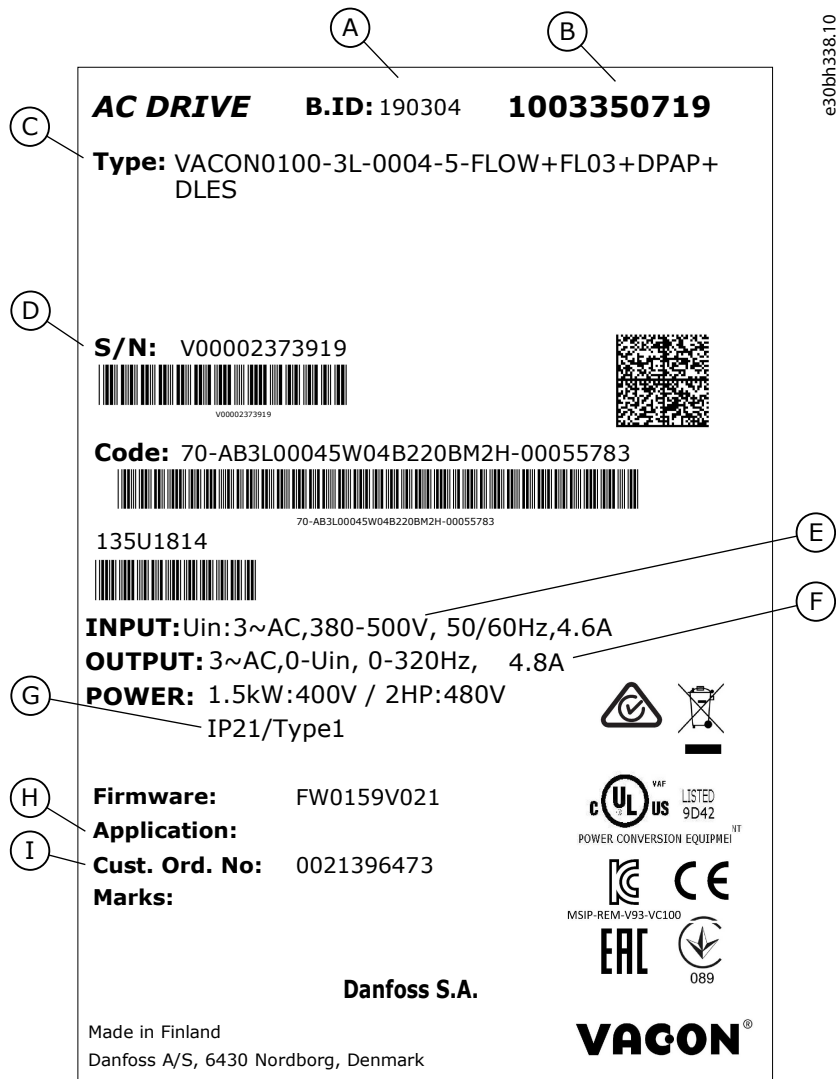 A
B
e30bh338.10
AC DRIVE B.ID: 190304 1003350719
C
Type: VACON0100-3L-0004-5-FLOW+FL03+DPAP+
DLES
D
S/N: V00002373919
V00002373919
Code: 70-AB3L00045W04B220BM2H-00055783
70-AB3L00045W04B220BM2H-00055783
135U1814
E
INPUT:Uin:3~AC,380-500V, 50/60Hz,4.6A
F
OUTPUT: 3~AC,0-Uin, 0-320Hz, 4.8A
G
POWER: 1.5kW:400V / 2HP:480V
IP21/Type1
H
Firmware: FW0159V021
Application:
I
Cust. Ord. No: 0021396473
Marks:
VAF
C UL US LISTED
9D42
POWER CONVERSION EQUIPMENT
KC CE
MSIP-REM-V93-VC100
EAC
089
Danfoss S.A.
Made in Finland
Danfoss A/S, 6430 Nordborg, Denmark
VACON®